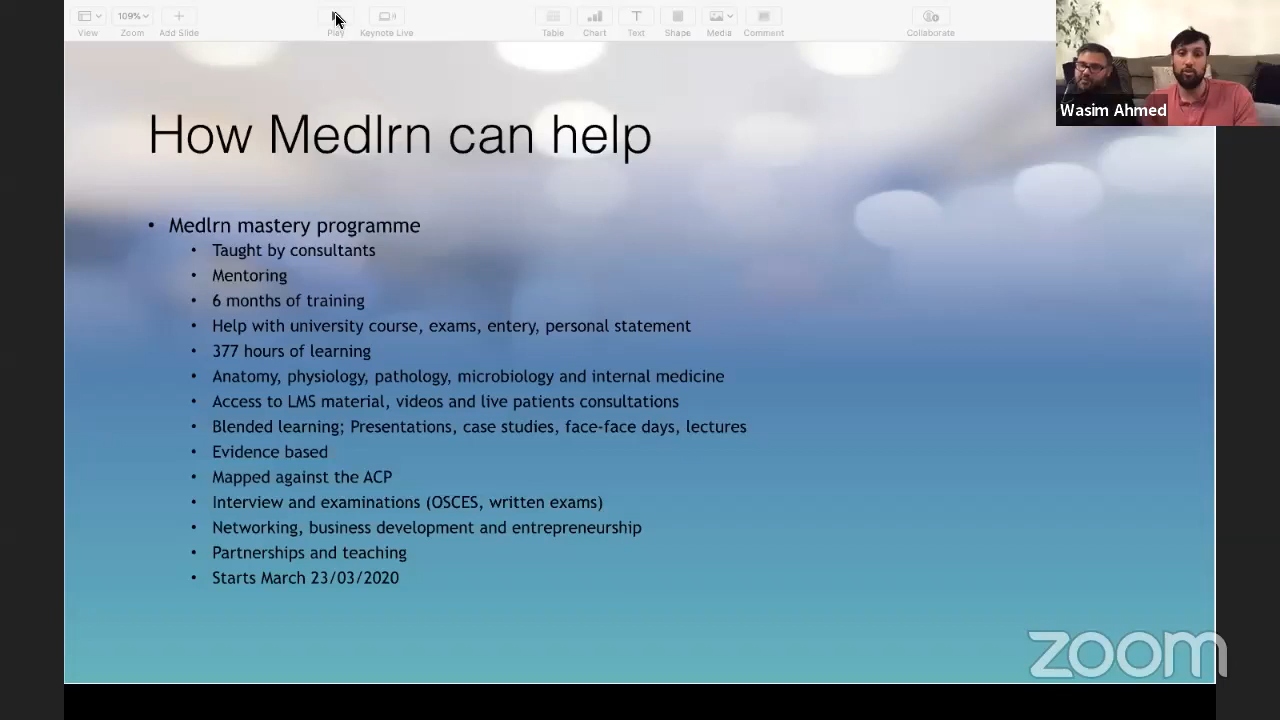 109%
View
Zoom
Add Slide
Play
Keynote Live
Table
Chart
Text
Shape
Media
Comment
Collaborate
Wasim Ahmed
How Medlrn can help
• Medlrn mastery programme
• Taught by consultants
• Mentoring
• 6 months of training
• Help with university course, exams, entery, personal statement
• 377 hours of learning
• Anatomy, physiology, pathology, microbiology and internal medicine
• Access to LMS material, videos and live patients consultations
• Blended learning; Presentations, case studies, face-face days, lectures
• Evidence based
• Mapped against the ACP
• Interview and examinations (OSCES, written exams)
• Networking, business development and entrepreneurship
• Partnerships and teaching
• Starts March 23/03/2020
zoom